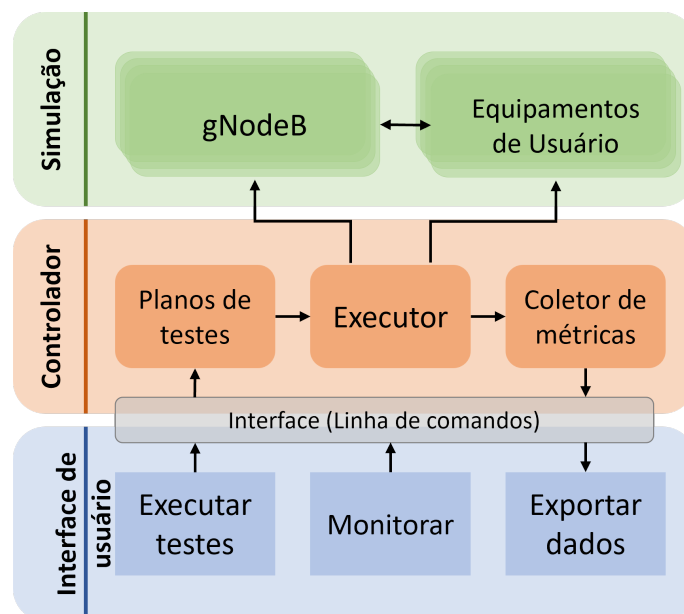 Simulação
gNodeB
Equipamentos
de Usuário
Controlador
Planos de
testes
Executor
Coletor de
métricas
Interface (Linha de comandos)
Interface de
usuário
Executar
testes
Monitorar
Exportar
dados